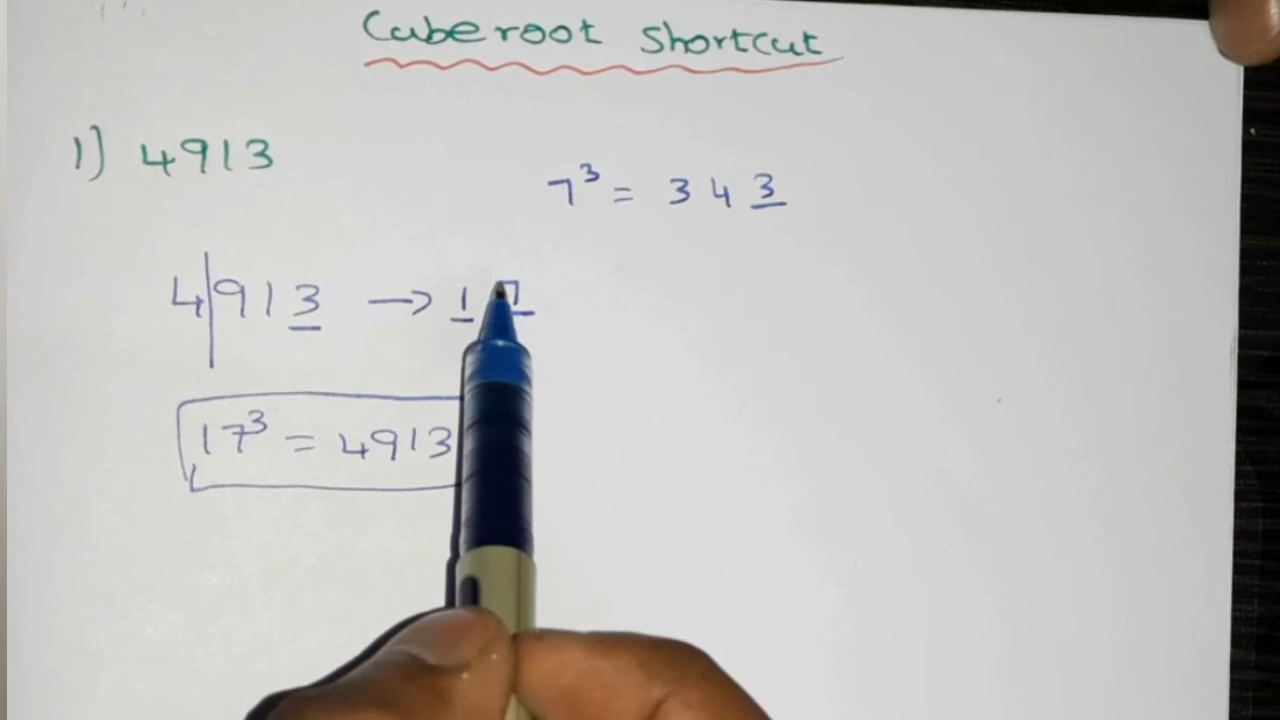 Cuberoot Shortcut
1) 4913
7³ = 343
4|913 → 17
17³ = 4913